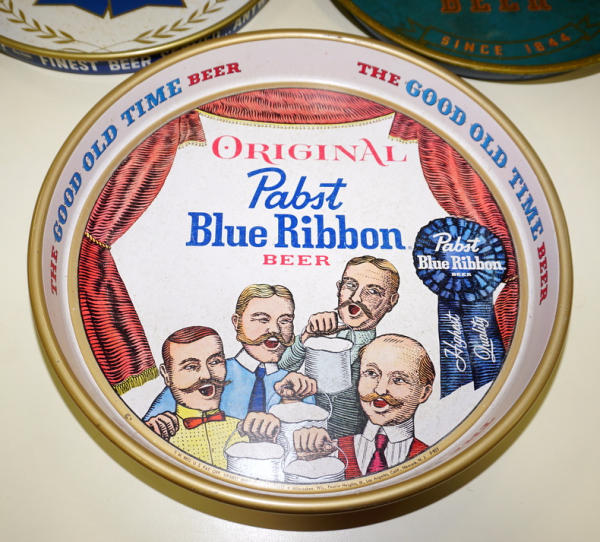 FINEST BEER
BEER
SINCE 1844
THE GOOD OLD TIME BEER
THE GOOD OLD TIME BEER
ORIGINAL
Pabst
Blue Ribbon
BEER
Pabst
Blue Ribbon
BEER
Highest
Quality